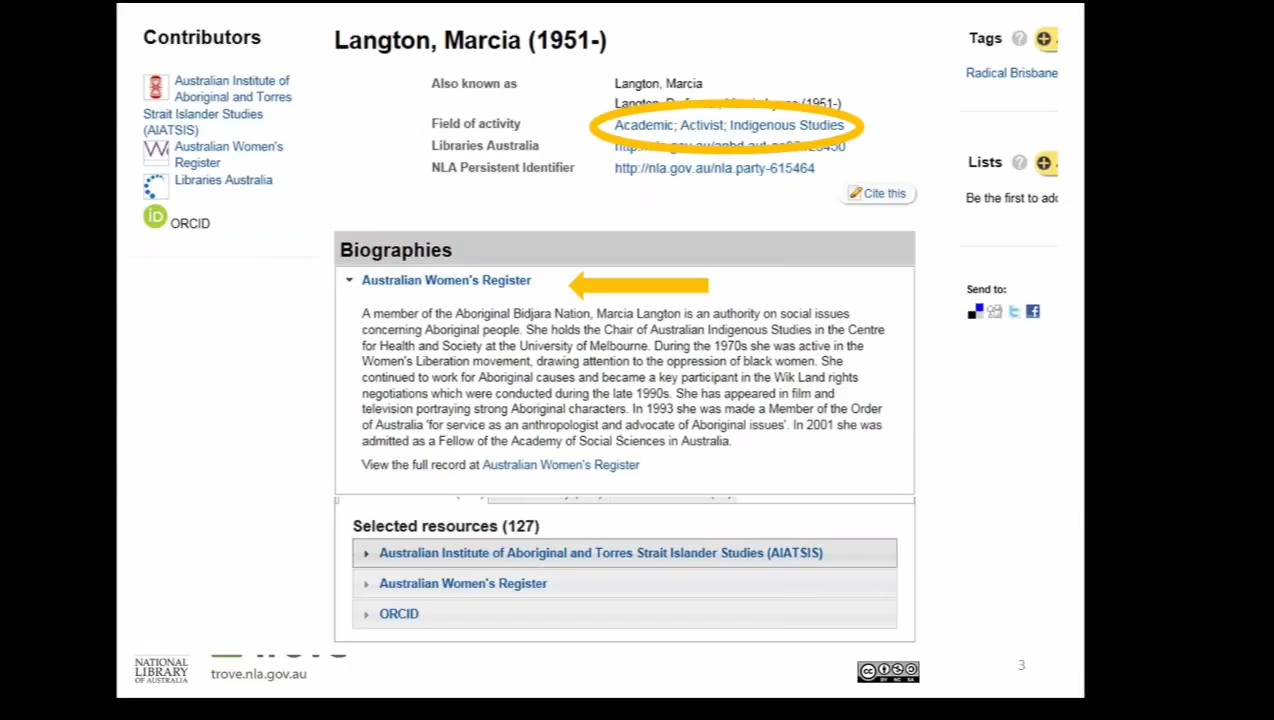 Contributors
Australian Institute of
Aboriginal and Torres
Strait Islander Studies
(AIATSIS)
Australian Women's
Register
Libraries Australia
iD ORCID
Langton, Marcia (1951-)
Also known as
Langton, Marcia
(1951-)
Field of activity
Academic; Activist; Indigenous Studies
Libraries Australia
NLA Persistent Identifier
http://nla.gov.au/nla.party-615464
Cite this
Tags ?
Radical Brisbane
Lists ?
Be the first to add
Send to:
Biographies
Australian Women's Register
A member of the Aboriginal Bidjara Nation, Marcia Langton is an authority on social issues
concerning Aboriginal people. She holds the Chair of Australian Indigenous Studies in the Centre
for Health and Society at the University of Melbourne. During the 1970s she was active in the
Women's Liberation movement, drawing attention to the oppression of black women. She
continued to work for Aboriginal causes and became a key participant in the Wik Land rights
negotiations which were conducted during the late 1990s. She has appeared in film and
television portraying strong Aboriginal characters. In 1993 she was made a Member of the Order
of Australia 'for service as an anthropologist and advocate of Aboriginal issues'. In 2001 she was
admitted as a Fellow of the Academy of Social Sciences in Australia.
View the full record at Australian Women's Register
Selected resources (127)
Australian Institute of Aboriginal and Torres Strait Islander Studies (AIATSIS)
Australian Women's Register
ORCID
NATIONAL
LIBRARY
OF AUSTRALIA
trove.nla.gov.au
CC
BY NC SA
3